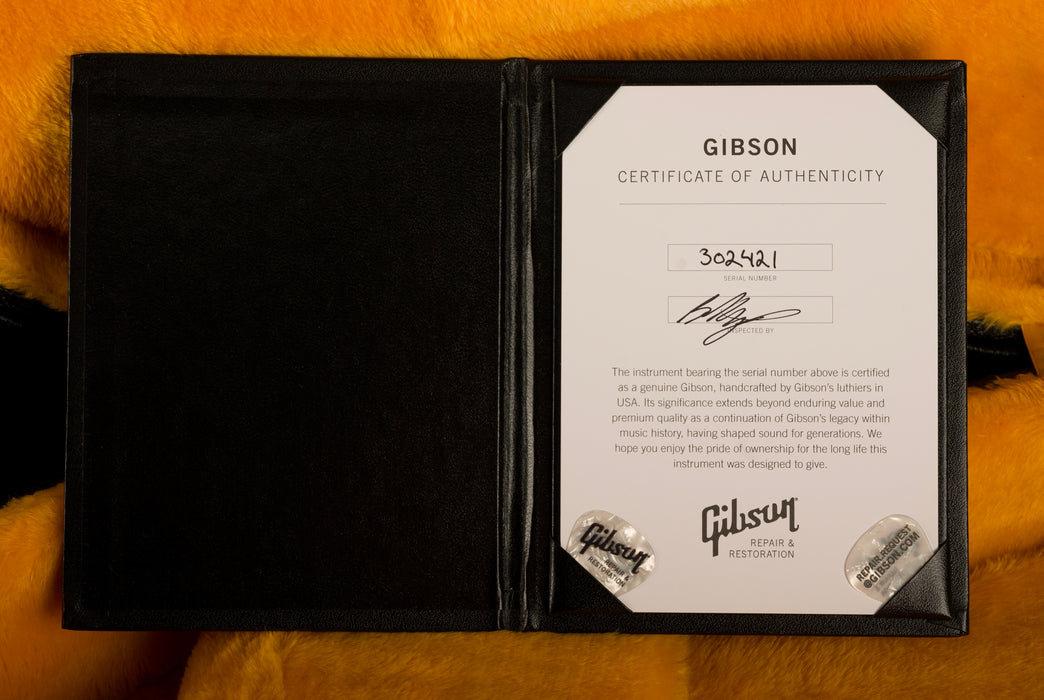 GIBSON
CERTIFICATE OF AUTHENTICITY
302421
SERIAL NUMBER
INSPECTED BY
The instrument bearing the serial number above is certified
as a genuine Gibson, handcrafted by Gibson's luthiers in
USA. Its significance extends beyond enduring value and
premium quality as a continuation of Gibson's legacy within
music history, having shaped sound for generations. We
hope you enjoy the pride of ownership for the long life this
instrument was designed to give.
Gibson
REPAIR &
RESTORATION
Gibson
REPAIR &
RESTORATION
REPAIR.REQUEST
@GIBSON.COM